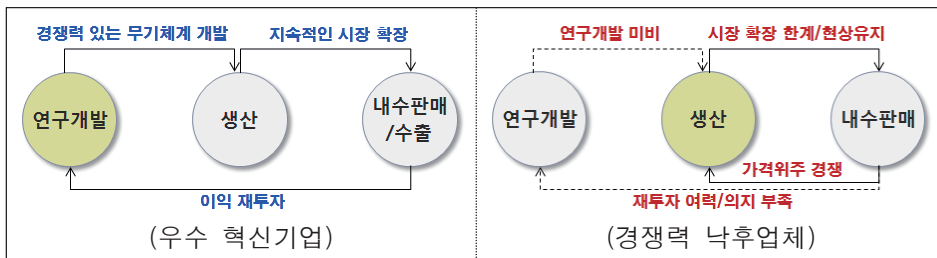 경쟁력 있는 무기체계 개발
지속적인 시장 확장
연구개발
생산
내수판매
/수출
이익 재투자
(우수 혁신기업)
연구개발 미비
시장 확장 한계/현상유지
연구개발
생산
내수판매
가격위주 경쟁
재투자 여력/의지 부족
(경쟁력 낙후업체)